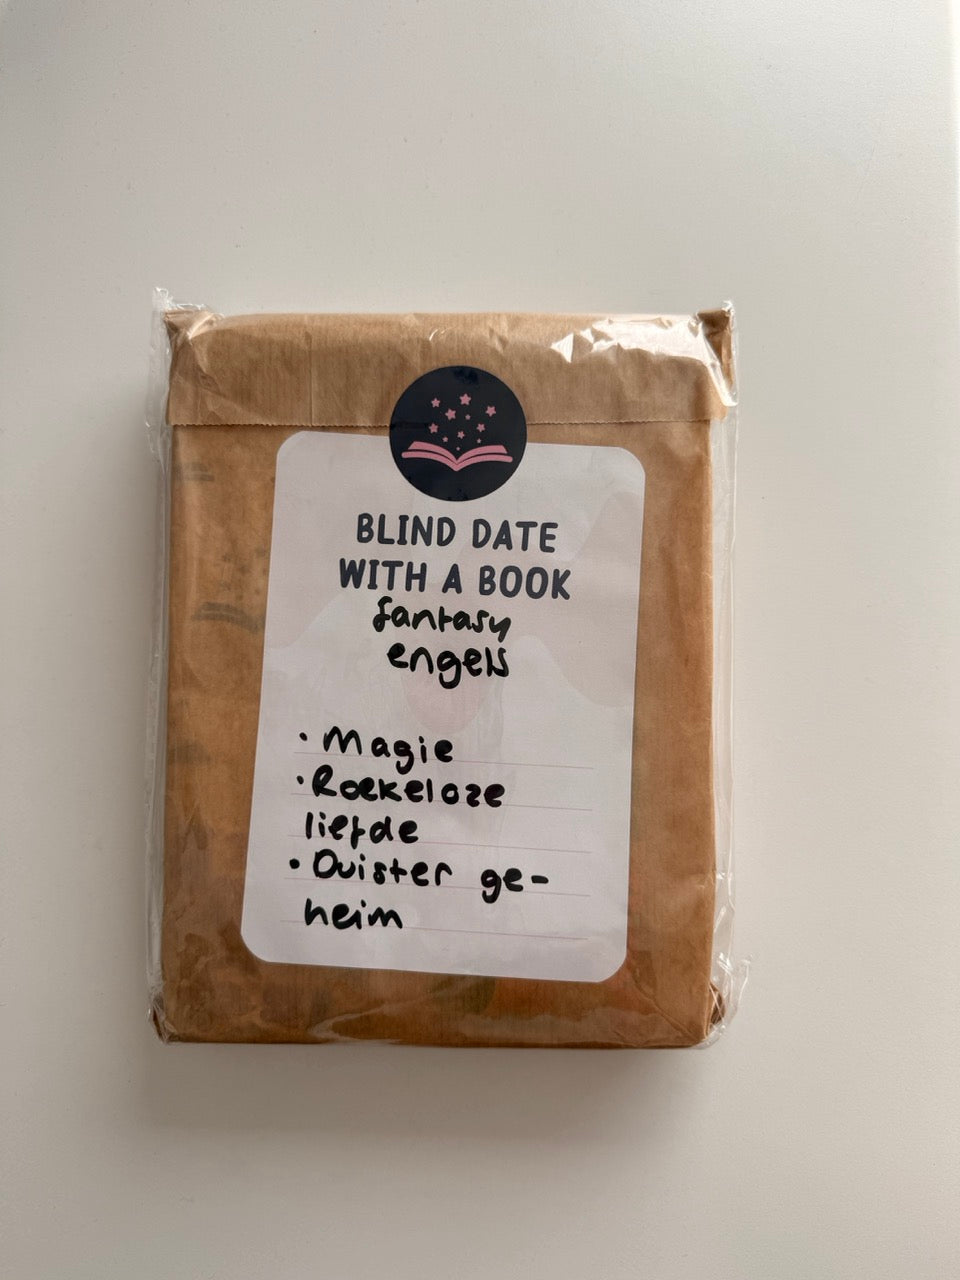 BLIND DATE
WITH A BOOK
fantasy
engels
• Magie
• Roekeloze
liefde
• Duister ge-
heim